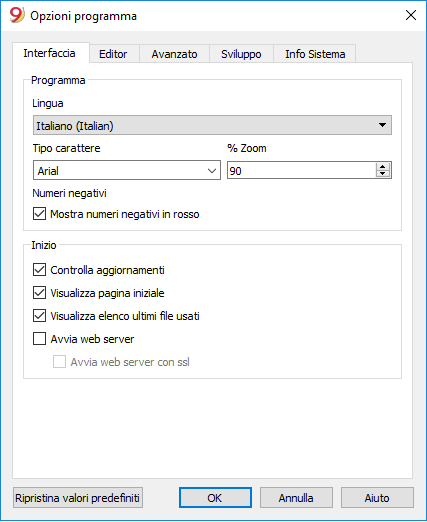 9 Opzioni programma
Interfaccia Editor Avanzato Sviluppo Info Sistema
Programma
Lingua
Italiano (Italian)
Tipo carattere % Zoom
Arial 90
Numeri negativi
Mostra numeri negativi in rosso
Inizio
Controlla aggiornamenti
Visualizza pagina iniziale
Visualizza elenco ultimi file usati
Avvia web server
Avvia web server con ssl
Ripristina valori predefiniti OK Annulla Aiuto